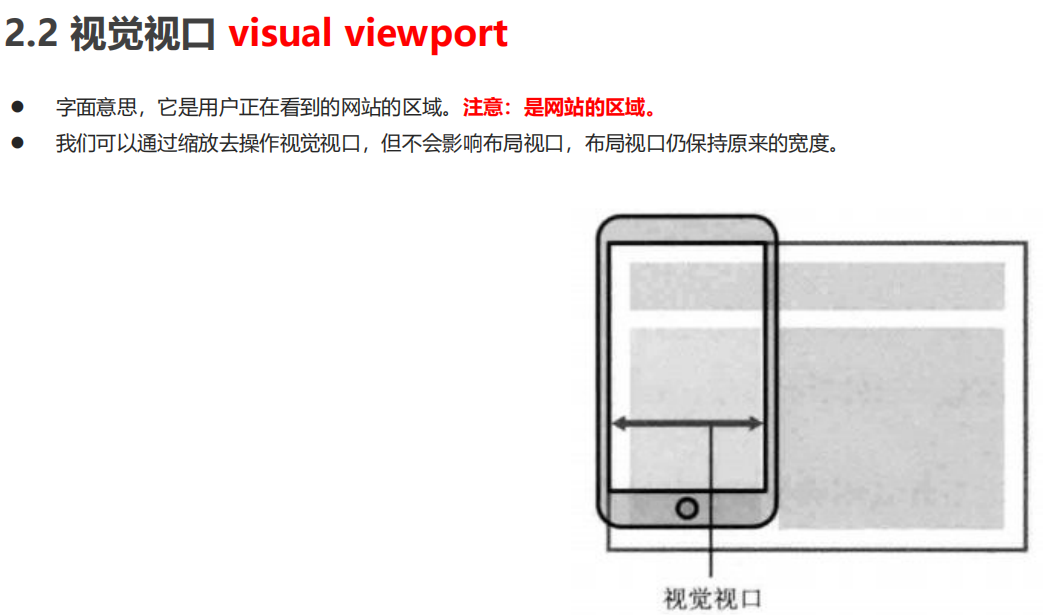 2.2 视觉视口 visual viewport
● 字面意思，它是用户正在看到的网站的区域。注意：是网站的区域。
● 我们可以通过缩放去操作视觉视口，但不会影响布局视口，布局视口仍保持原来的宽度。
视觉视口